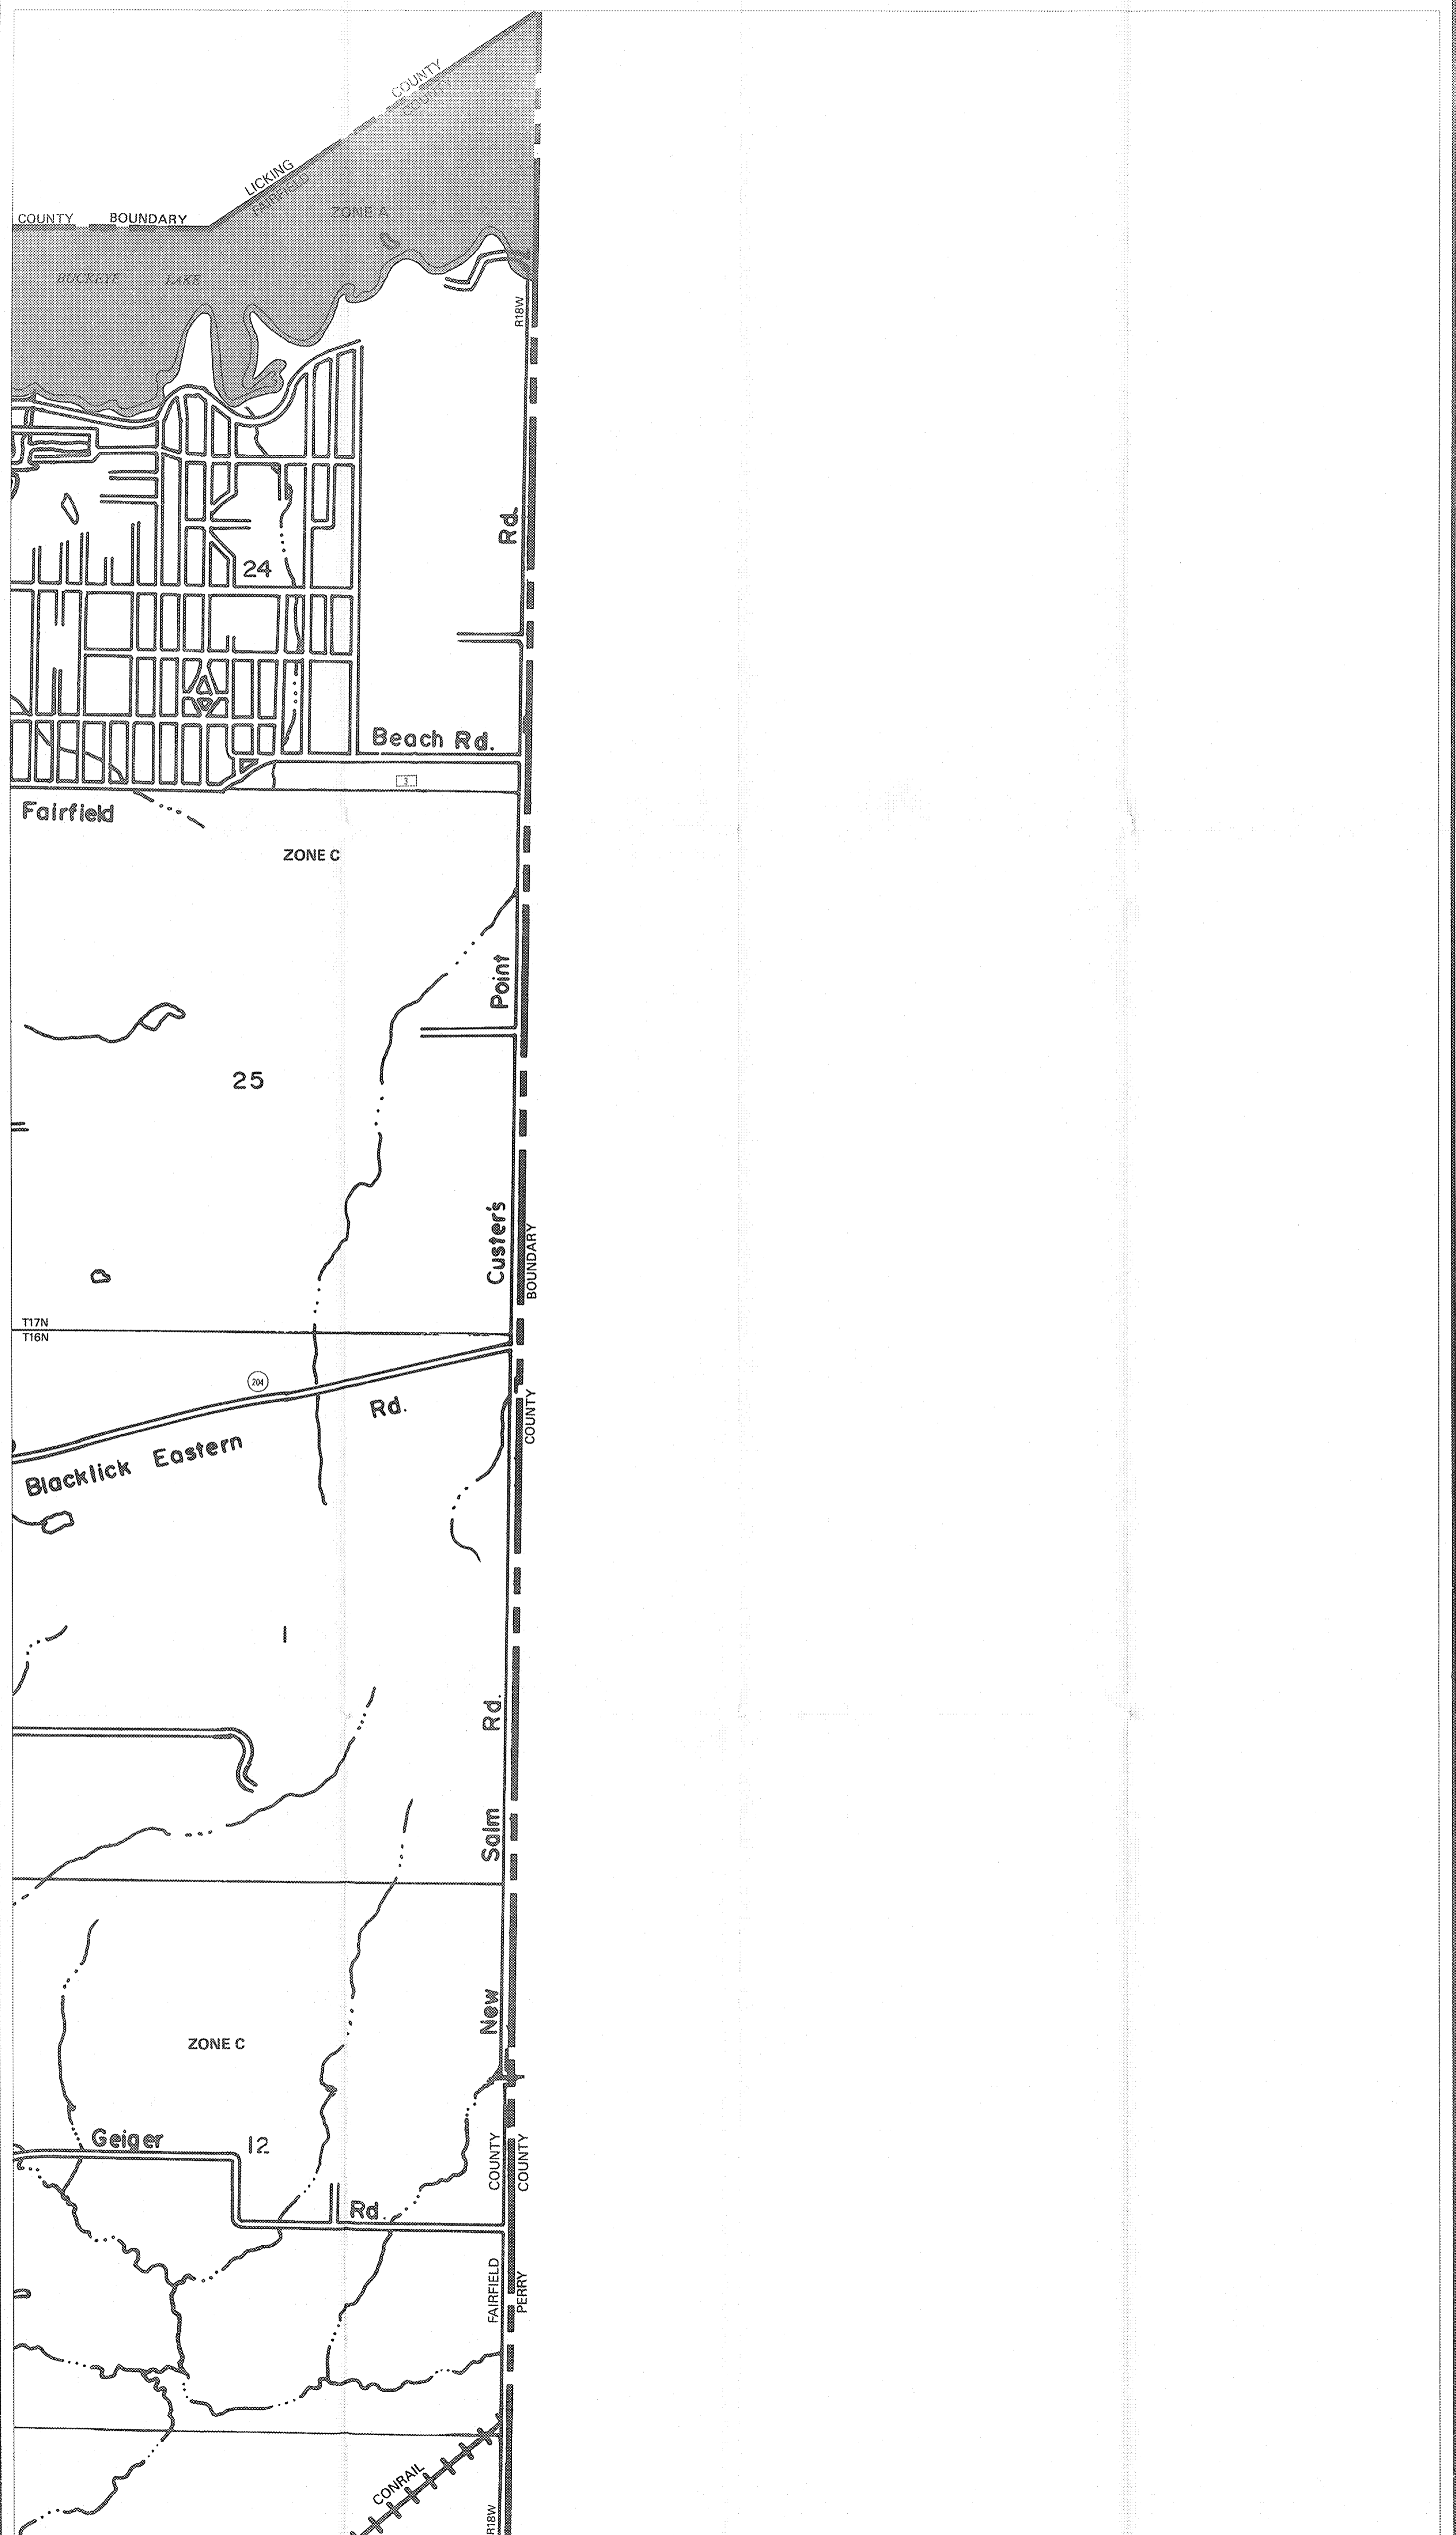 COUNTY
COUNTY
LICKING
FAIRFIELD
ZONE A
COUNTY BOUNDARY
BUCKEYE LAKE
R18W
Rd.
24
Beach Rd.
3
Fairfield
ZONE C
Point
25
Custer's
BOUNDARY
T17N
T16N
204
Rd.
COUNTY
Blacklick Eastern
1
Rd.
Salm
New
ZONE C
Geiger
12
COUNTY
COUNTY
Rd.
FAIRFIELD
PERRY
CONRAIL
R18W